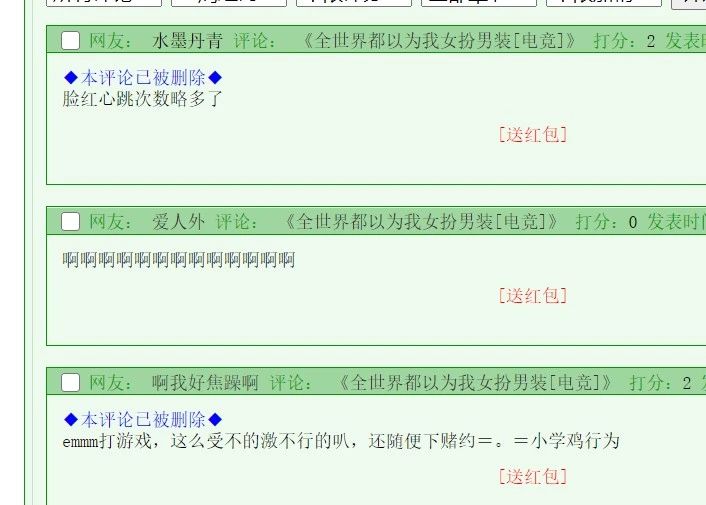 网友： 水墨丹青 评论： 《全世界都以为我女扮男装[电竞]》 打分：2 发表时
◆本评论已被删除◆
脸红心跳次数略多了
[送红包]
网友： 爱人外 评论： 《全世界都以为我女扮男装[电竞]》 打分：0 发表时间
啊啊啊啊啊啊啊啊啊啊啊啊啊
[送红包]
网友： 啊我好焦躁啊 评论： 《全世界都以为我女扮男装[电竞]》 打分：2 发
◆本评论已被删除◆
emmm打游戏，这么受不的激不行的叭，还随便下赌约＝。＝小学鸡行为
[送红包]